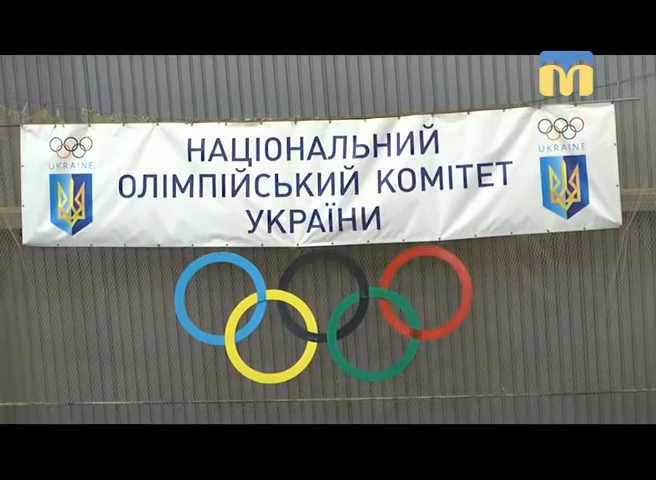 НАЦІОНАЛЬНИЙ
ОЛІМПІЙСЬКИЙ КОМІТЕТ
УКРАЇНИ
UKRAINE
UKRAINE
m